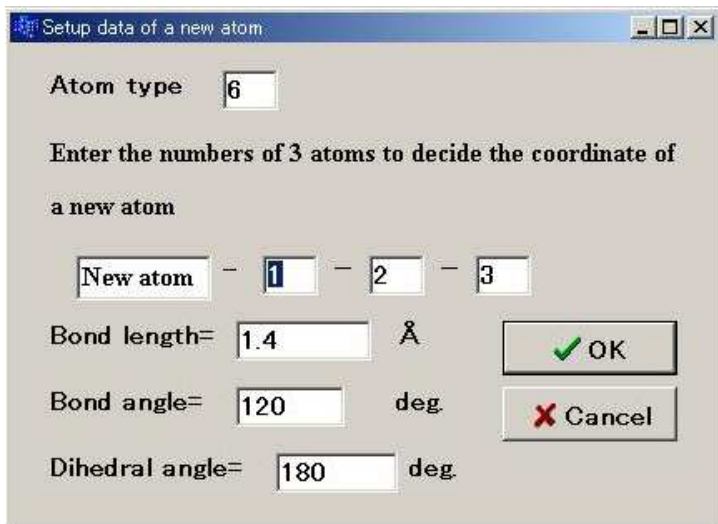 Setup data of a new atom
Atom type 6
Enter the numbers of 3 atoms to decide the coordinate of
a new atom
New atom - 1 - 2 - 3
Bond length= 1.4 Å
OK
Bond angle= 120 deg.
Cancel
Dihedral angle= 180 deg.